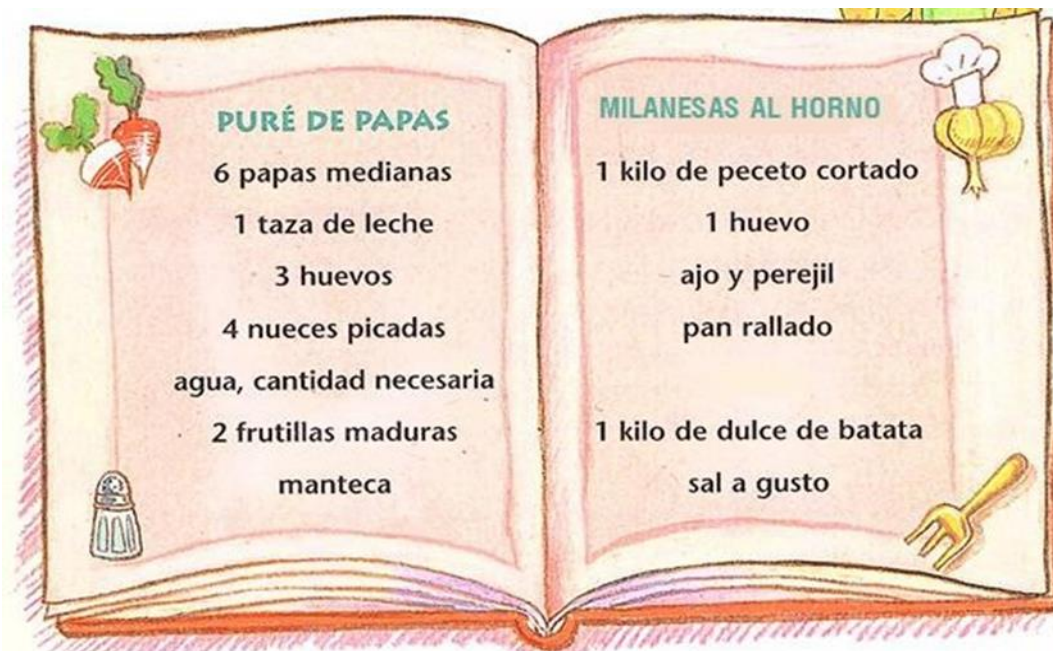 PURÉ DE PAPAS
6 papas medianas
1 taza de leche
3 huevos
4 nueces picadas
agua, cantidad necesaria
2 frutillas maduras
manteca
MILANESAS AL HORNO
1 kilo de peceto cortado
1 huevo
ajo y perejil
pan rallado
1 kilo de dulce de batata
sal a gusto